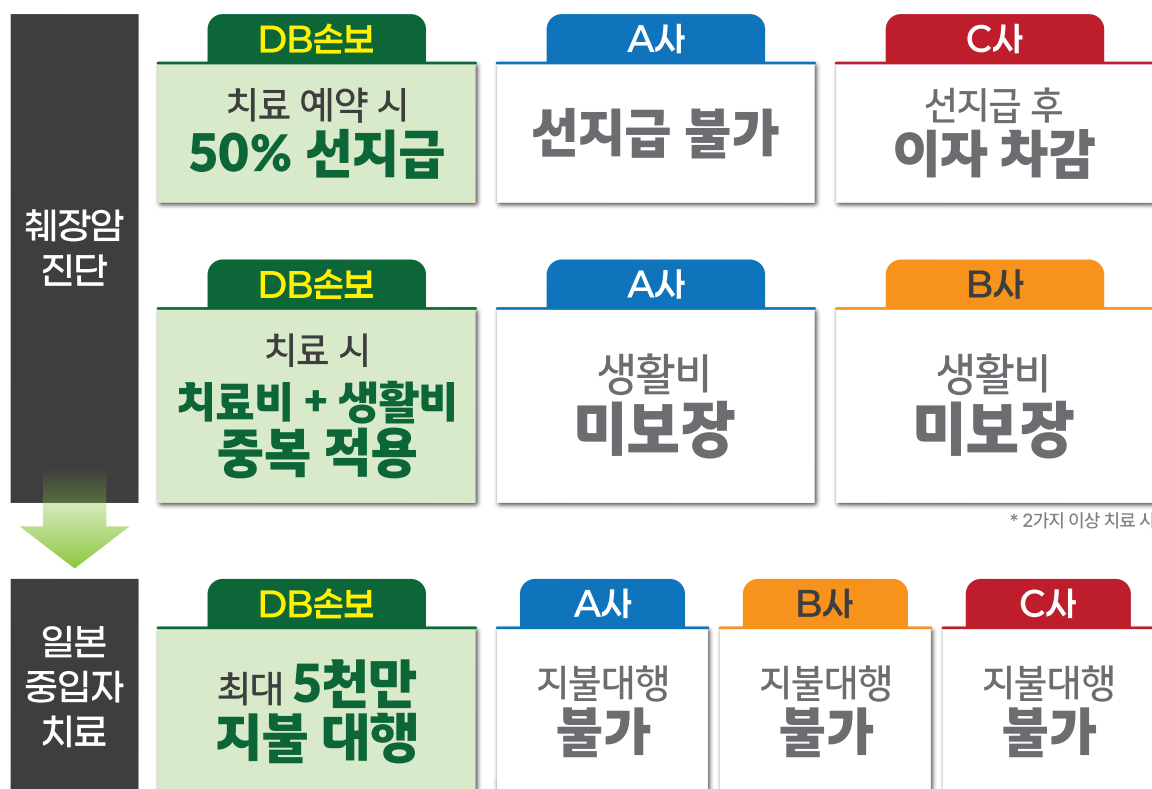 췌장암
진단
DB손보
치료 예약 시
50% 선지급
A사
선지급 불가
C사
선지급 후
이자 차감
DB손보
치료 시
치료비 + 생활비
중복 적용
A사
생활비
미보장
B사
생활비
미보장
* 2가지 이상 치료 시
일본
중입자
치료
DB손보
최대 5천만
지불 대행
A사
지불대행
불가
B사
지불대행
불가
C사
지불대행
불가